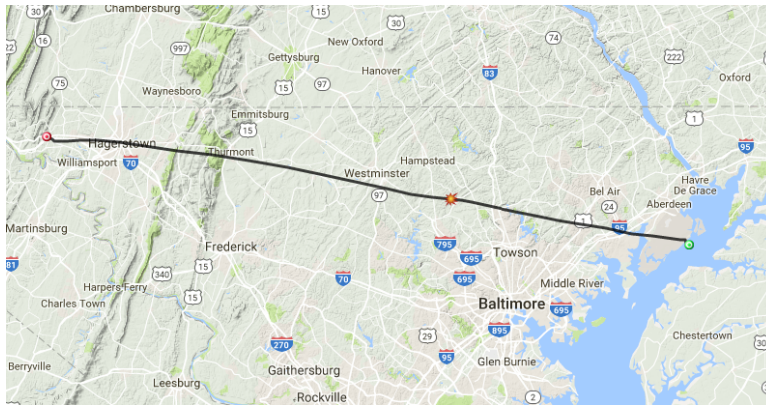 Chambersburg
30
15
30
74
22
16
997
New Oxford
Gettysburg
Hanover
83
222
Oxford
75
Waynesboro
15
97
Emmitsburg
15
1
95
Hagerstown
Williamsport
70
Thurmont
Westminster
Hampstead
97
Havre
De Grace
Bel Air
24
Aberdeen
1
95
Martinsburg
Frederick
795
695
Towson
81
340
15
Harpers Ferry
Charles Town
15
70
695
Middle River
Baltimore
695
29
895
Chestertown
270
95
Glen Burnie
Berryville
Leesburg
Gaithersburg
Rockville
2